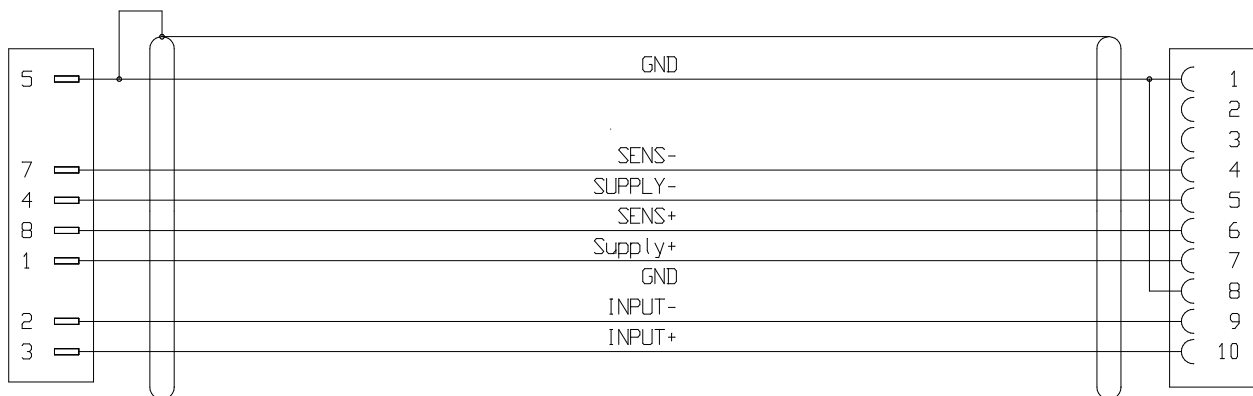 5 GND 1
2
3
7 SENS- 4
4 SUPPLY- 5
8 SENS+ 6
1 Supply+ 7
GND 8
2 INPUT- 9
3 INPUT+ 10